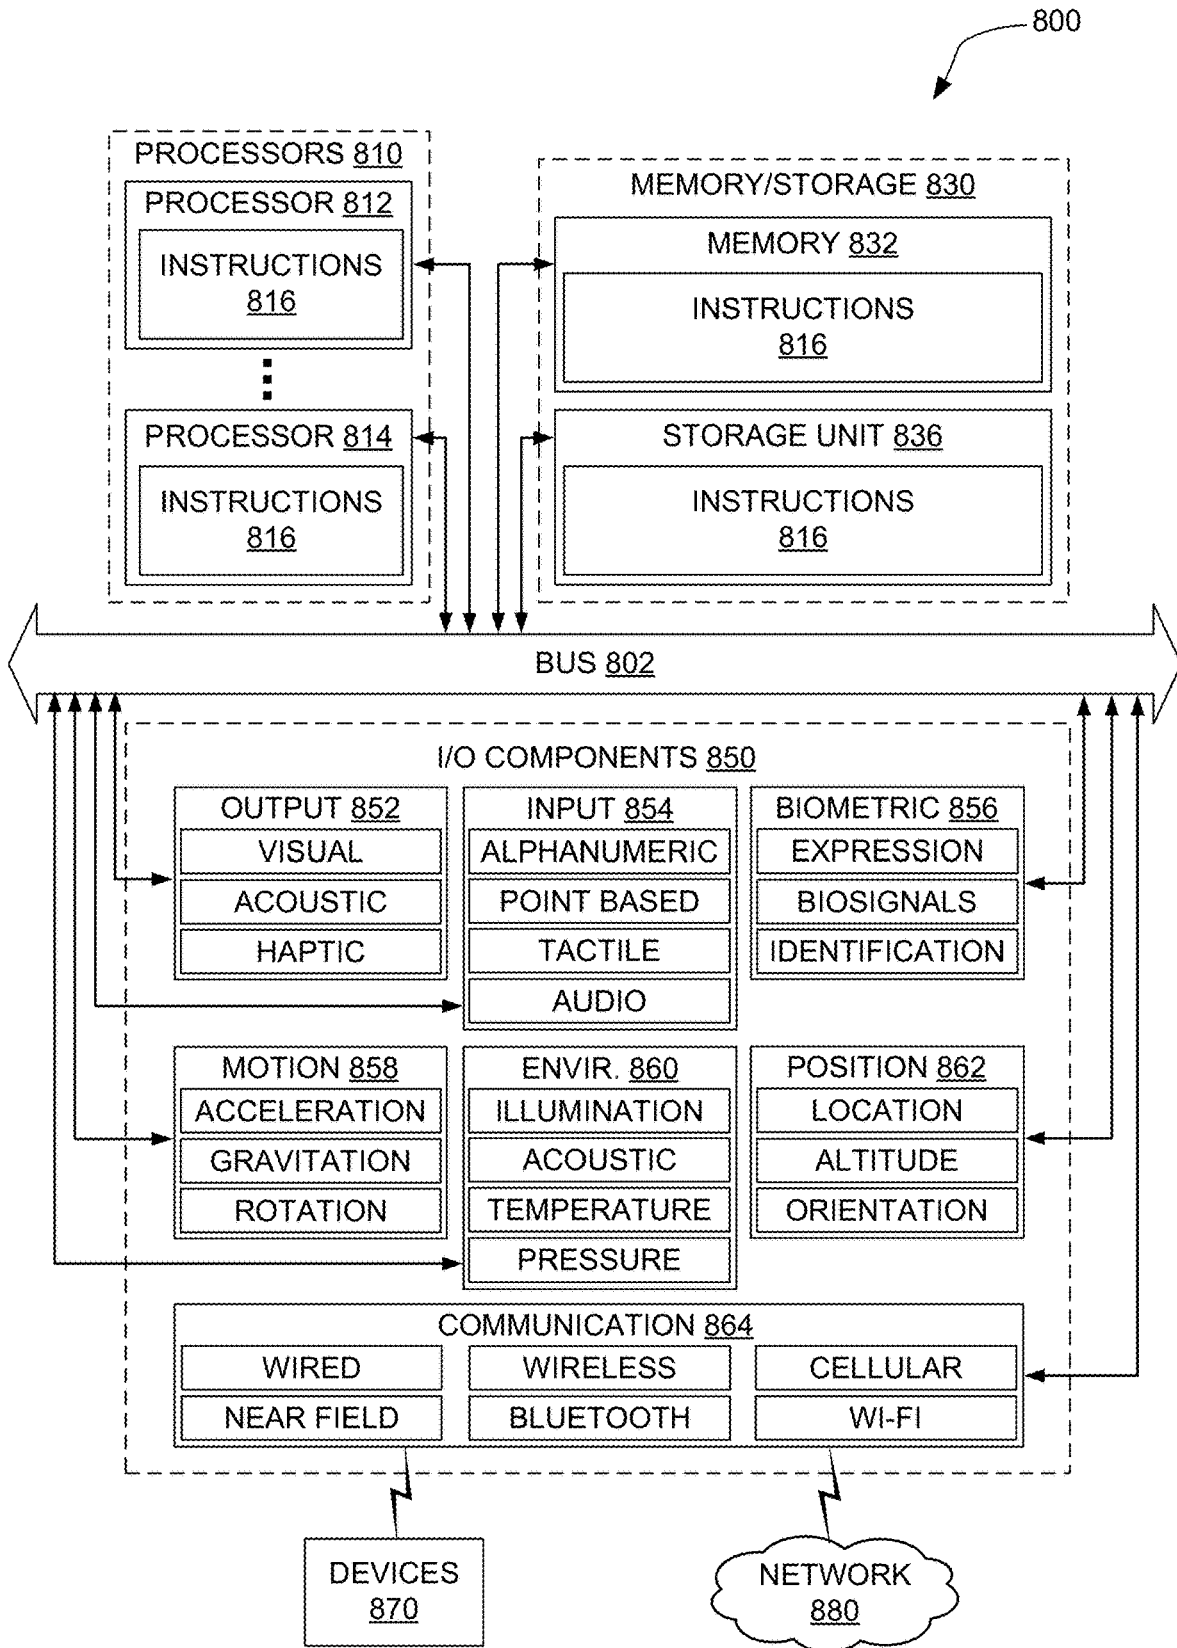 800
PROCESSORS 810
PROCESSOR 812
INSTRUCTIONS
816
PROCESSOR 814
INSTRUCTIONS
816
MEMORY/STORAGE 830
MEMORY 832
INSTRUCTIONS
816
STORAGE UNIT 836
INSTRUCTIONS
816
BUS 802
I/O COMPONENTS 850
OUTPUT 852
VISUAL
ACOUSTIC
HAPTIC
INPUT 854
ALPHANUMERIC
POINT BASED
TACTILE
AUDIO
BIOMETRIC 856
EXPRESSION
BIOSIGNALS
IDENTIFICATION
MOTION 858
ACCELERATION
GRAVITATION
ROTATION
ENVIR. 860
ILLUMINATION
ACOUSTIC
TEMPERATURE
PRESSURE
POSITION 862
LOCATION
ALTITUDE
ORIENTATION
COMMUNICATION 864
WIRED
WIRELESS
CELLULAR
NEAR FIELD
BLUETOOTH
WI-FI
DEVICES
870
NETWORK
880